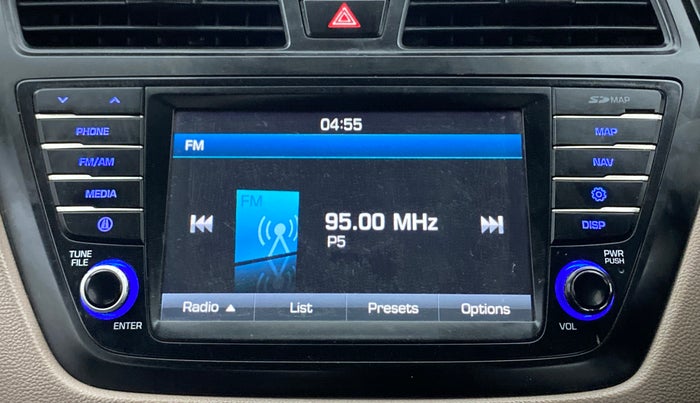 SD MAP
04:55
PHONE
MAP
FM
FM/AM
NAV
MEDIA
FM
95.00 MHz
P5
DISP
TUNE
FILE
PWR
PUSH
Radio ▲ List Presets Options
ENTER
VOL